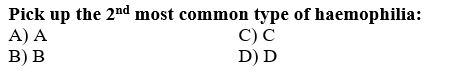 Pick up the 2nd most common type of haemophilia:
A) A C) C
B) B D) D